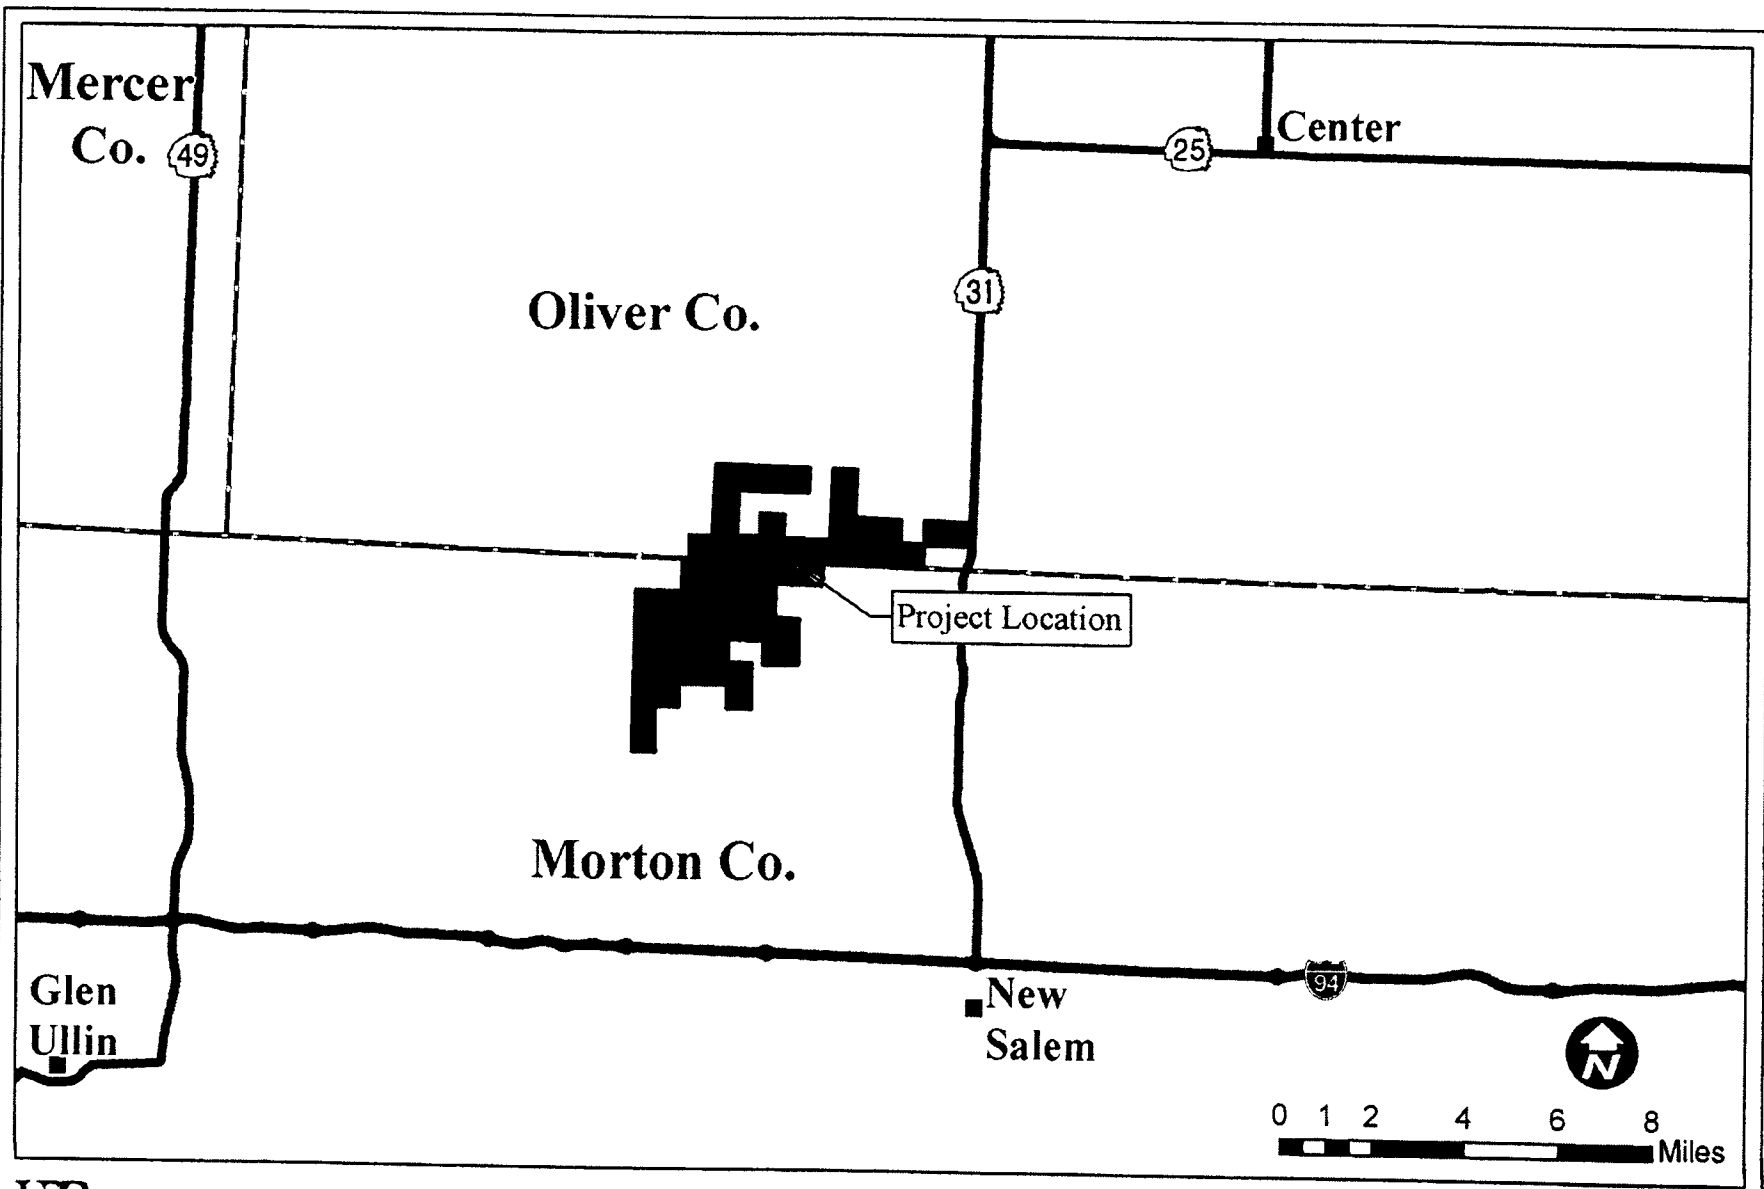 Mercer
Co.
49
Center
25
31
Oliver Co.
Project Location
Morton Co.
94
Glen
Ullin
New
Salem
N
0 1 2 4 6 8
Miles